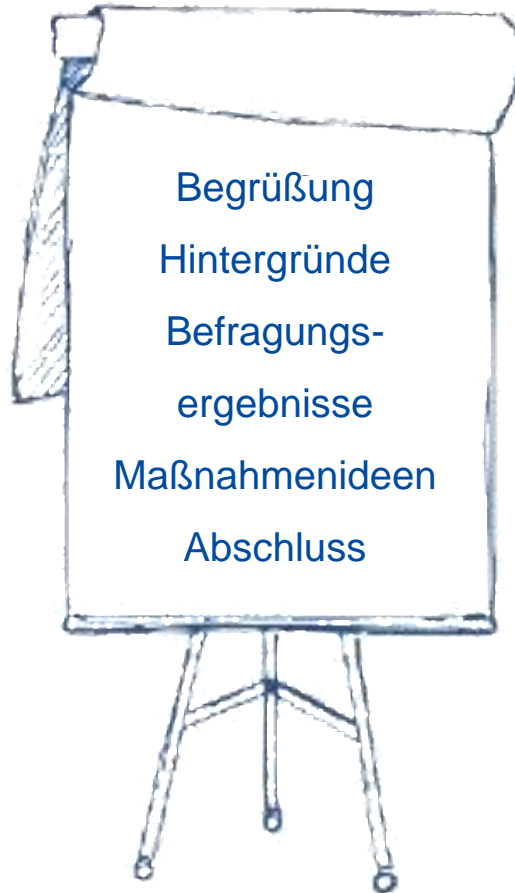 Begrüßung
Hintergründe
Befragungs-
ergebnisse
Maßnahmenideen
Abschluss